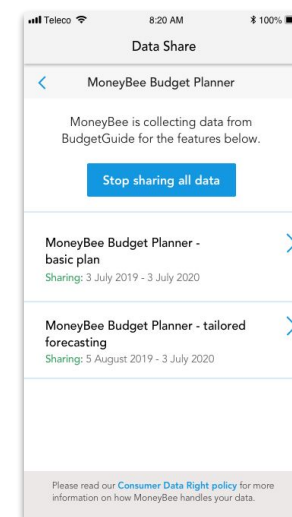 Teleco 8:20 AM 100%
Data Share
MoneyBee Budget Planner
MoneyBee is collecting data from
BudgetGuide for the features below.
Stop sharing all data
MoneyBee Budget Planner -
basic plan
Sharing: 3 July 2019 - 3 July 2020
MoneyBee Budget Planner - tailored
forecasting
Sharing: 5 August 2019 - 3 July 2020
Please read our Consumer Data Right policy for more
information on how MoneyBee handles your data.